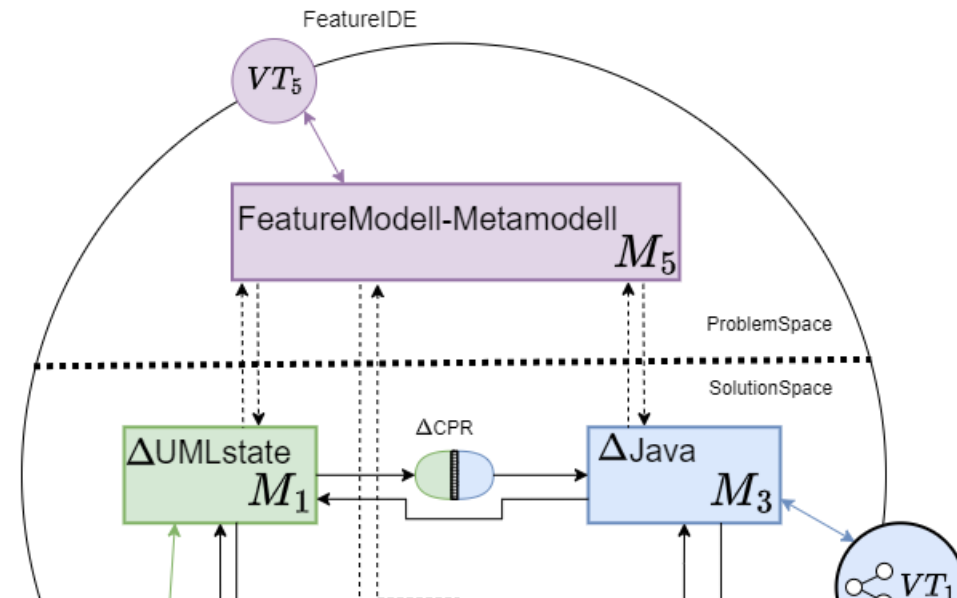 FeatureIDE
VT₅
FeatureModell-Metamodell
M₅
ProblemSpace
SolutionSpace
ΔCPR
ΔUMLstate
M₁
ΔJava
M₃
VT₁